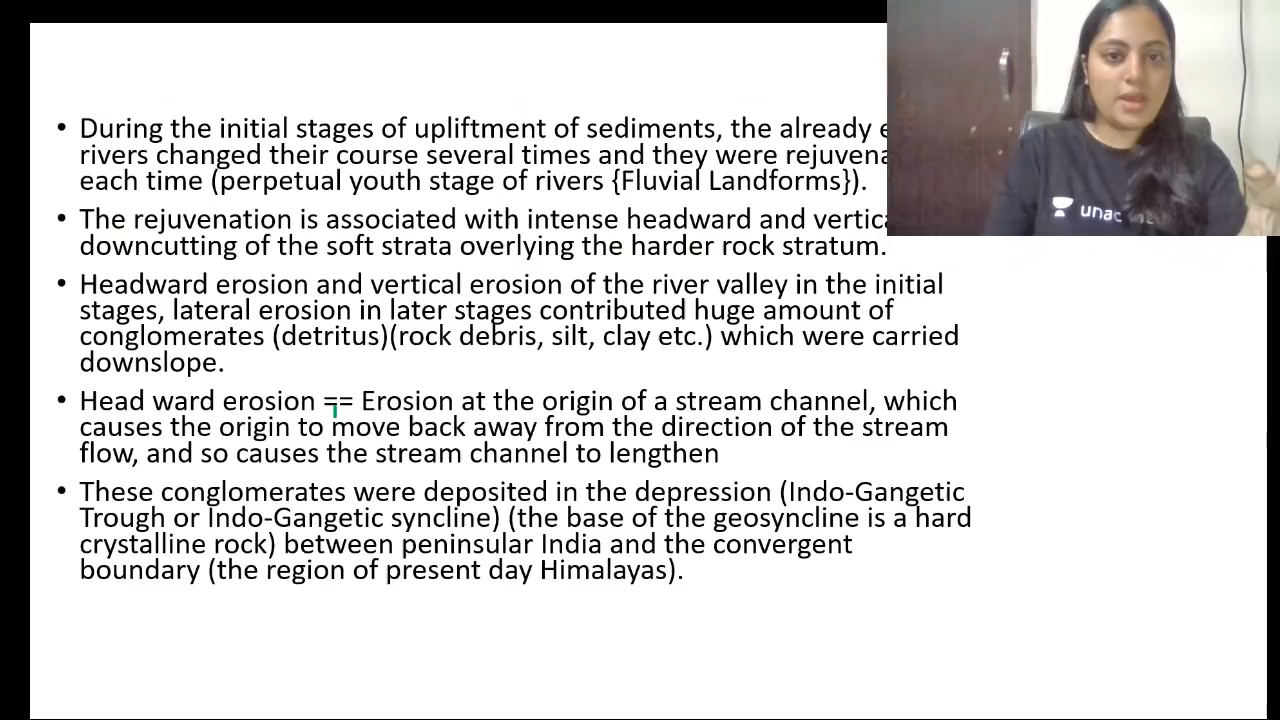 • During the initial stages of upliftment of sediments, the already
rivers changed their course several times and they were
each time (perpetual youth stage of rivers {Fluvial Landforms}).
• The rejuvenation is associated with intense headward and
downcutting of the soft strata overlying the harder rock stratum.
• Headward erosion and vertical erosion of the river valley in the initial
stages, lateral erosion in later stages contributed huge amount of
conglomerates (detritus)(rock debris, silt, clay etc.) which were carried
downslope.
• Head ward erosion == Erosion at the origin of a stream channel, which
causes the origin to move back away from the direction of the stream
flow, and so causes the stream channel to lengthen
• These conglomerates were deposited in the depression (Indo-Gangetic
Trough or Indo-Gangetic syncline) (the base of the geosyncline is a hard
crystalline rock) between peninsular India and the convergent
boundary (the region of present day Himalayas).